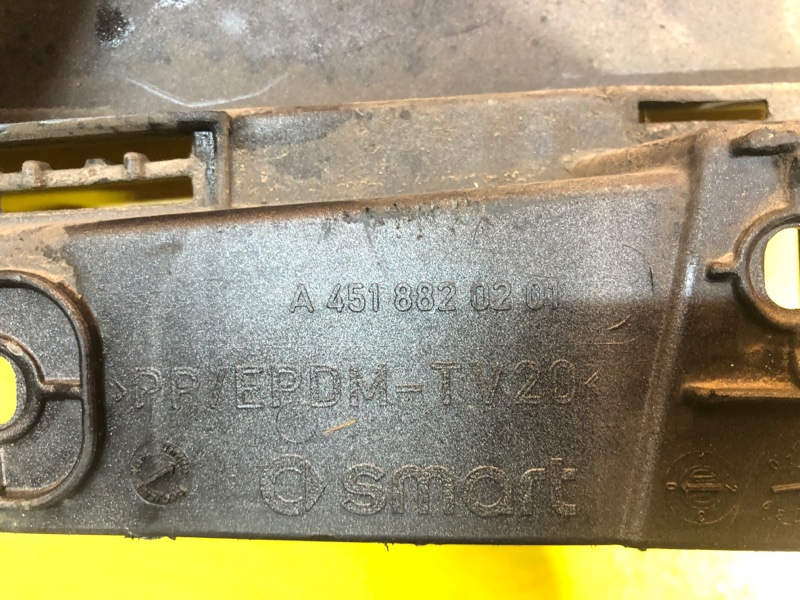 A 451 882 02 01
>PP/EPDM-TV20<
smart